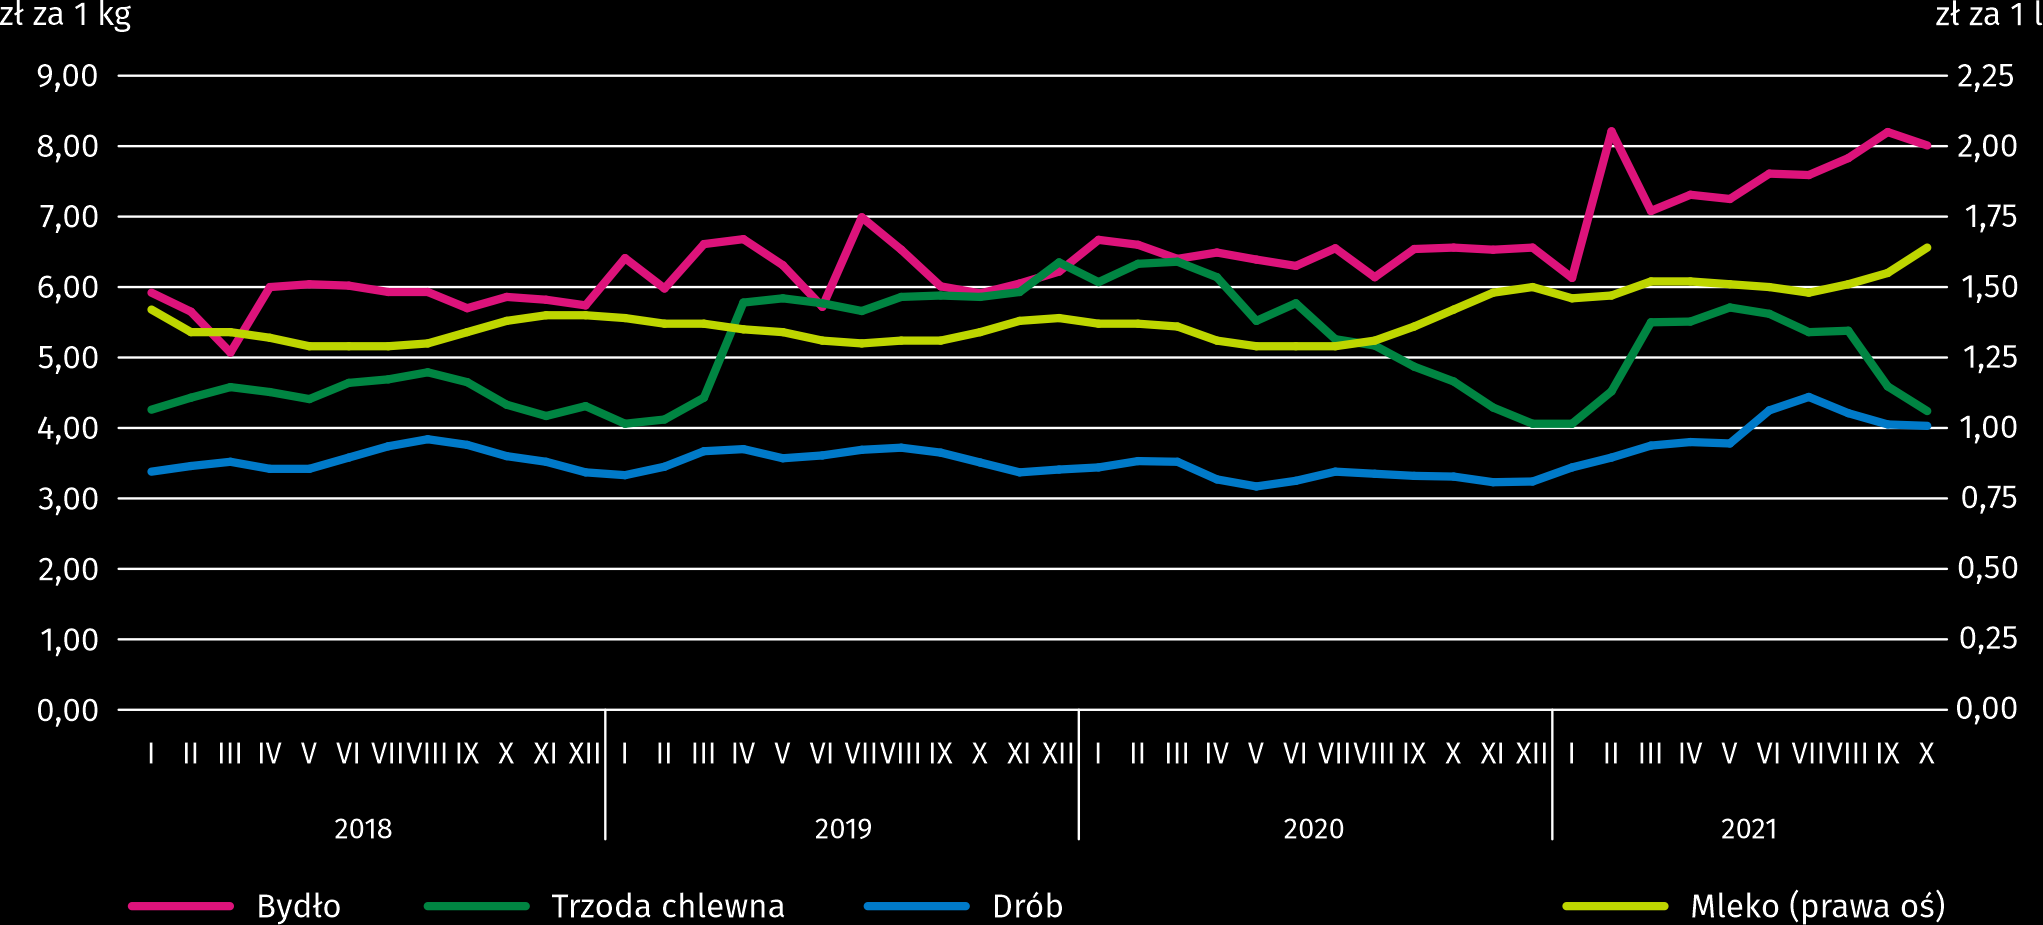 zł za 1 kg zł za 1 l
9,00 2,25
8,00 2,00
7,00 1,75
6,00 1,50
5,00 1,25
4,00 1,00
3,00 0,75
2,00 0,50
1,00 0,25
0,00 0,00
I II III IV V VI VII VIII IX X XI XII I II III IV V VI VII VIII IX X XI XII I II III IV V VI VII VIII IX X XI XII I II III IV V VI VII VIII IX X
2018 2019 2020 2021
Bydło Trzoda chlewna Drób Mleko (prawa oś)